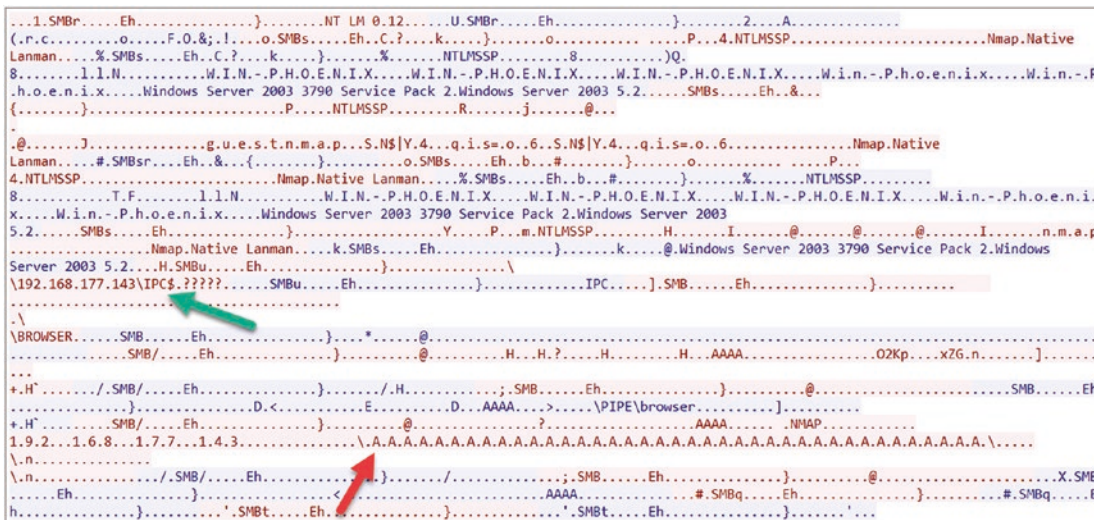 ...1.SMBr.....Eh..............}.......NT LM 0.12.....U.SMBr.....Eh..............}........2....A..............
(.r.c.........o.....F.O.&;.!....o.SMBs.....Eh..C.?....k.....}.......o............. .....P...4.NTLMSSP.........................Nmap.Native
Lanman.....%.SMBs.....Eh..C.?....k.....}.......%......NTLMSSP.........8..........)Q.
8........l.l.N...........W.I.N.-.P.H.O.E.N.I.X.....W.I.N.-.P.H.O.E.N.I.X.....W.I.N.-.P.H.O.E.N.I.X.....W.i.n.-.P.h.o.e.n.i.x.....W.i.n.-.P
.h.o.e.n.i.x.....Windows Server 2003 3790 Service Pack 2.Windows Server 2003 5.2......SMBs.....Eh..&...
{.......}......................P.....NTLMSSP.........R......j......@...
.
.@.......J...............g.u.e.s.t.n.m.a.p...S.N$|Y.4...q.i.s=.o..6..S.N$|Y.4...q.i.s=.o..6................Nmap.Native
Lanman.....#.SMBsr.....Eh..&...{.......}.............o.SMBs.....Eh..b...#........}......o............. .....P...
4.NTLMSSP.........................Nmap.Native Lanman.....%.SMBs.....Eh..b...#........}.......%......NTLMSSP.........
8...........T.F........l.l.N...........W.I.N.-.P.H.O.E.N.I.X.....W.I.N.-.P.H.O.E.N.I.X.....W.I.N.-.P.H.O.E.N.I.X.....W.i.n.-.P.h.o.e.n.i.
x.....W.i.n.-.P.h.o.e.n.i.x.....Windows Server 2003 3790 Service Pack 2.Windows Server 2003
5.2.......SMBs.....Eh...................}.......................Y.....P...m.NTLMSSP.........H.......I.......@.......@.......@.......I.......n.m.a.p
.....................Nmap.Native Lanman.....k.SMBs.....Eh...................}......k......@.Windows Server 2003 3790 Service Pack 2.Windows
Server 2003 5.2....H.SMBu.....Eh...................}...............\
\192.168.177.143\IPC$.?????.......SMBu.....Eh...................}...............IPC.....].SMB.......Eh..............}.........
.............................................
.\
\BROWSER.......SMB.......Eh...................}....*......@.........
..................SMB/.....Eh...................}..........@............H...H.?.....H.........H...AAAA....................O2Kp.....xZG.n.......]......
...
+.H`......./.SMB/.....Eh..............}....../.H..............;.SMB.......Eh...................}..........@.......................SMB......Eh
..................}...............D.<.........E.........D...AAAA....>.....\PIPE\browser..........]..........
+.H`.......SMB/.....Eh...................}..........@.................?....................AAAA...... .NMAP............
1.9.2...1.6.8...1.7.7...1.4.3.................\.A.A.A.A.A.A.A.A.A.A.A.A.A.A.A.A.A.A.A.A.A.A.A.A.A.A.A.A.A.A.A.A.A.A.A.A.A.A.A.\.....
\.n..............
\.n................./.SMB/.....Eh..............}......./..............;.SMB.......Eh..............}..........@.......................X.SMB
......Eh..............}...................<....................AAAA.................#.SMBq.....Eh...................}............#.SMBq.....Eh
h..................}............'.SMBt.....Eh...................}............'.SMBt.....Eh..............}.......'...